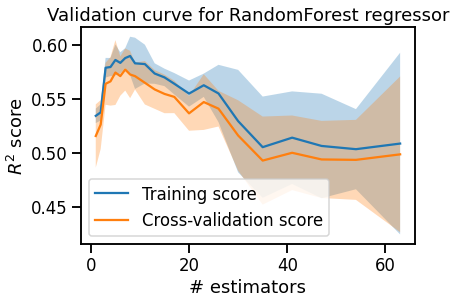 Validation curve for RandomForest regressor
0.60
0.55
0.50
0.45
R² score
Training score
Cross-validation score
0 20 40 60
# estimators